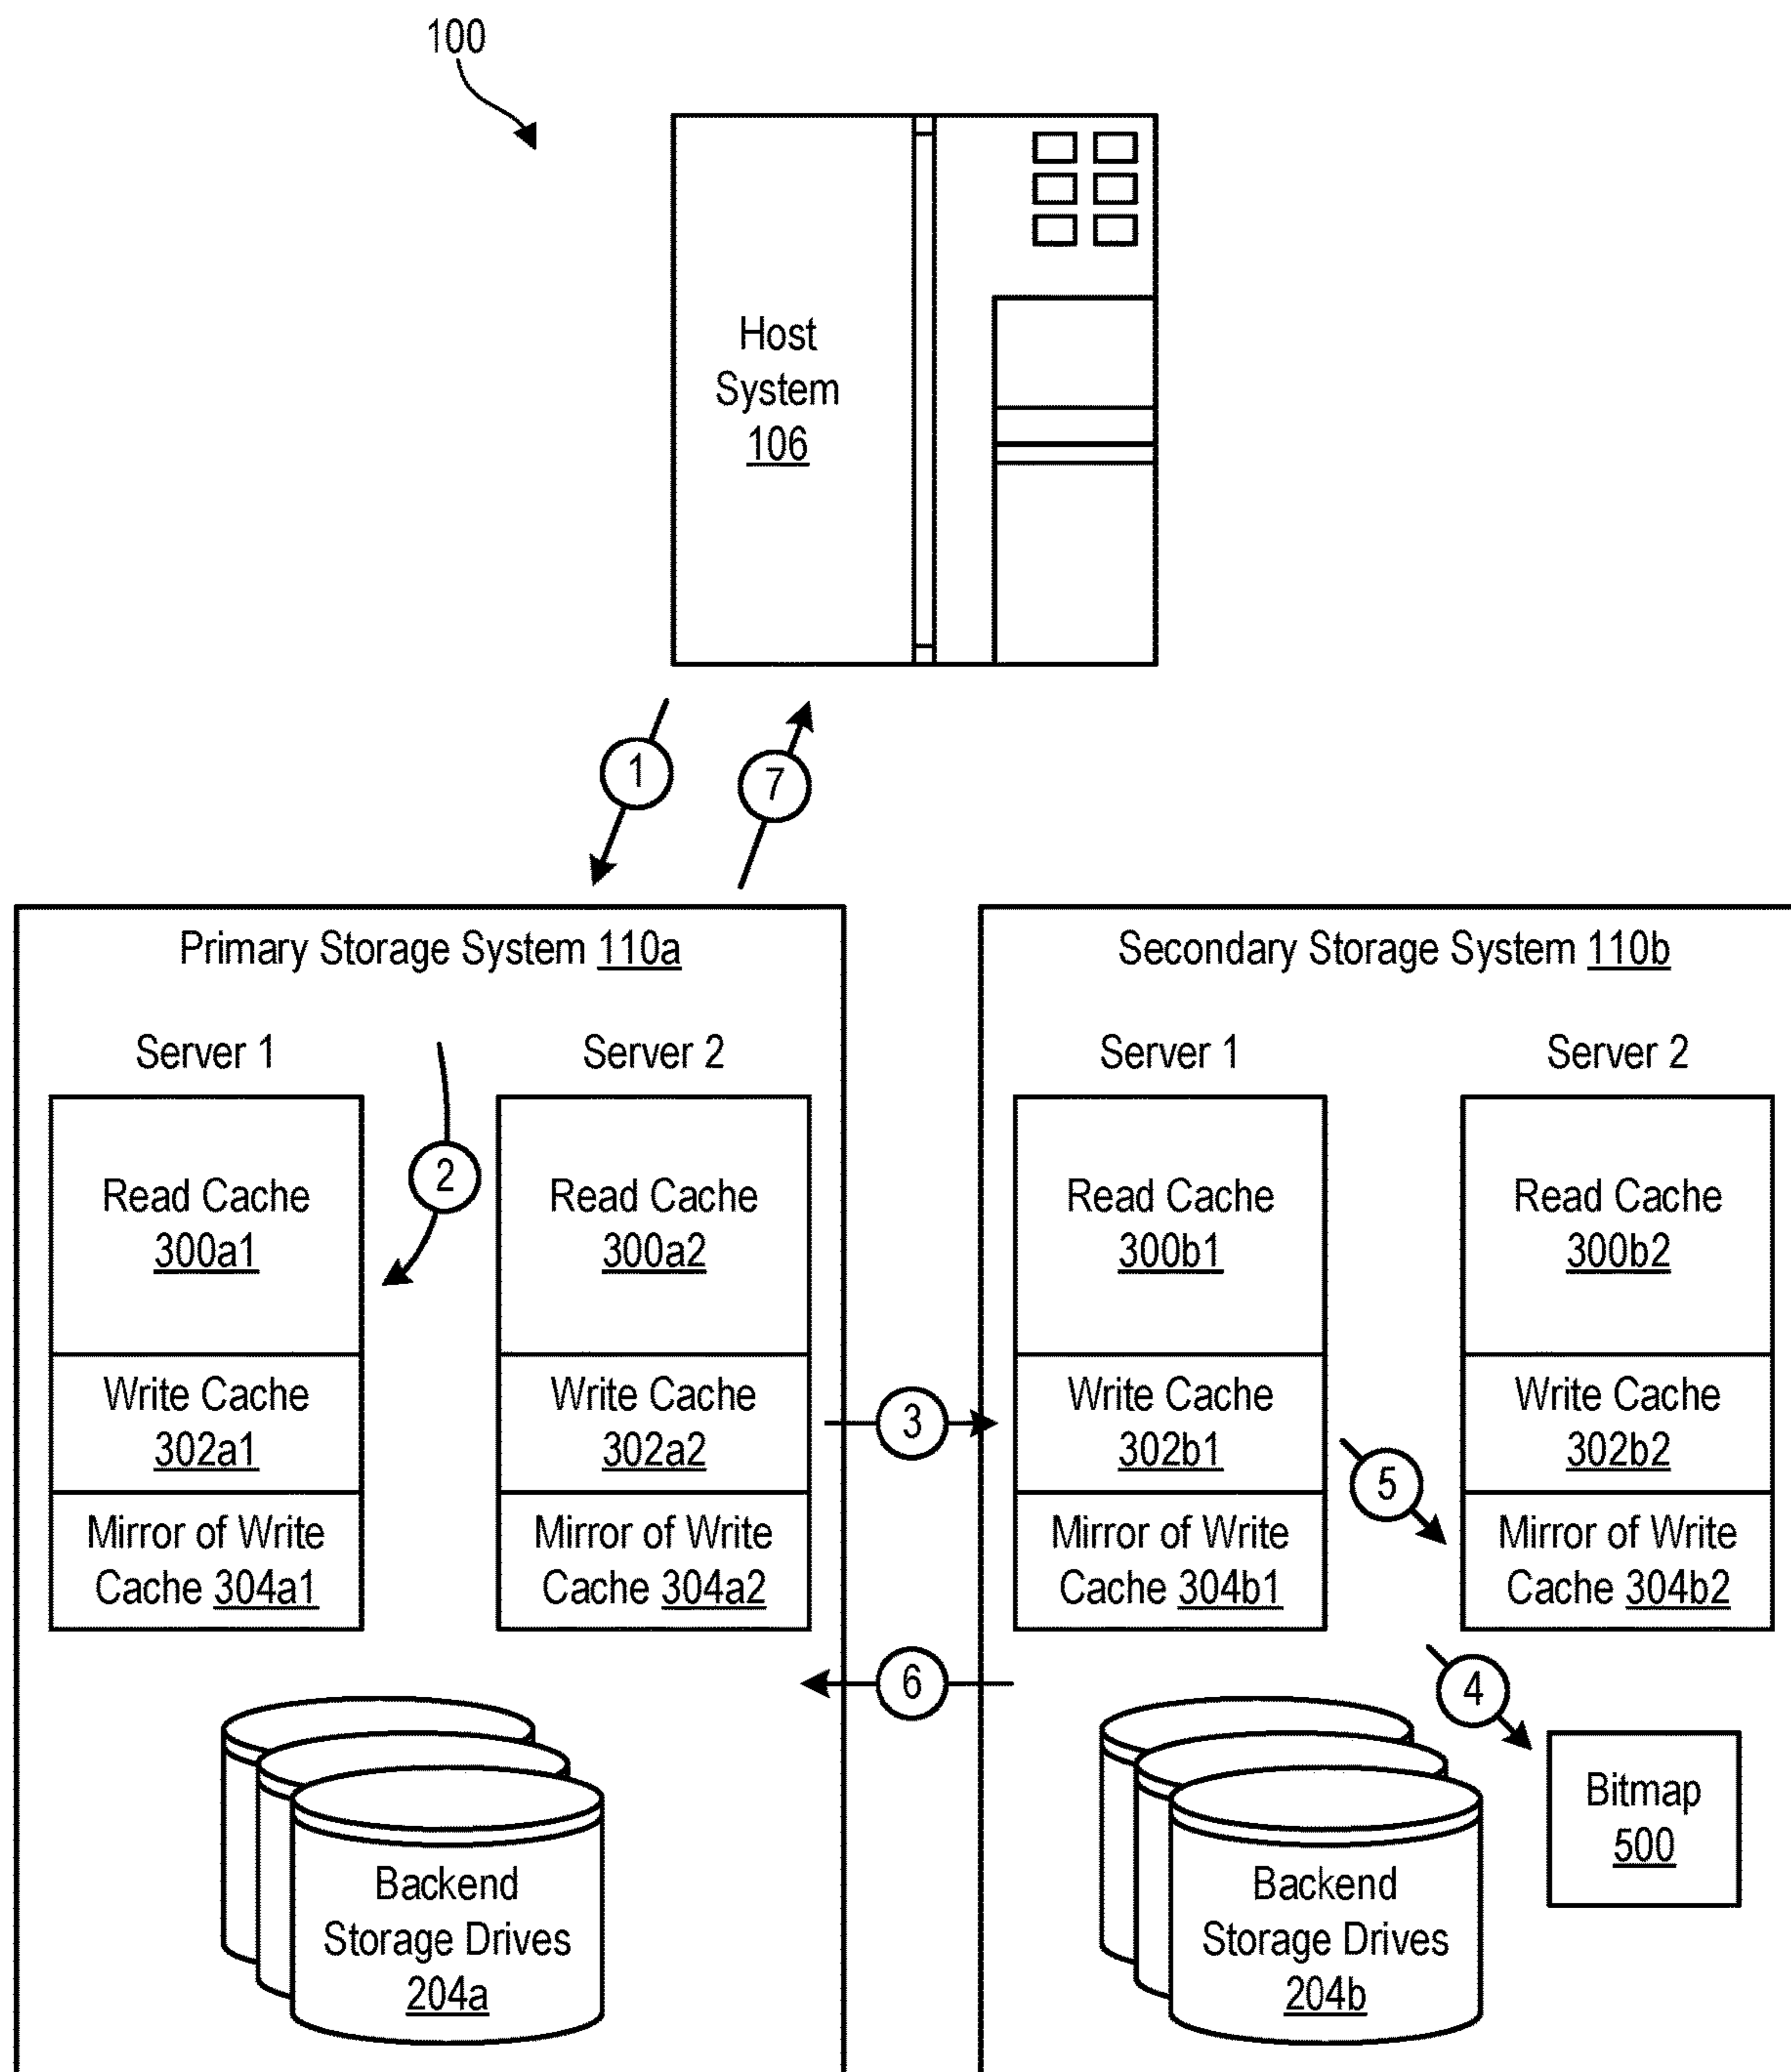 100
Host
System
106
1
7
Primary Storage System 110a
Server 1
Server 2
Read Cache
300a1
2
Read Cache
300a2
Write Cache
302a1
Write Cache
302a2
Mirror of Write
Cache 304a1
Mirror of Write
Cache 304a2
3
6
Backend
Storage Drives
204a
Secondary Storage System 110b
Server 1
Server 2
Read Cache
300b1
Read Cache
300b2
Write Cache
302b1
5
Write Cache
302b2
Mirror of Write
Cache 304b1
Mirror of Write
Cache 304b2
4
Backend
Storage Drives
204b
Bitmap
500